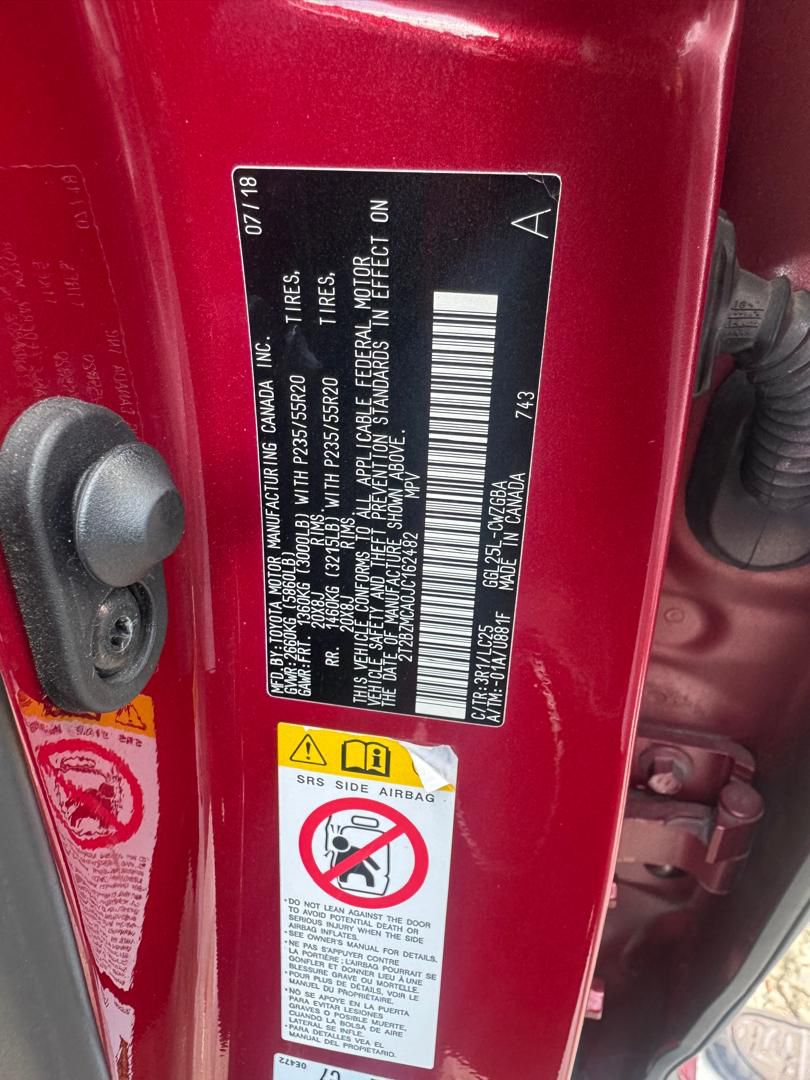 MFD BY:TOYOTA MOTOR MANUFACTURING CANADA INC. 07/18
GVWR:2660KG (5860LB)
GAWR:FRT. 1360KG (3000LB) WITH P235/55R20 TIRES,
20X8J RIMS
RR. 1460KG (3215LB) WITH P235/55R20 TIRES,
20X8J RIMS
THIS VEHICLE CONFORMS TO ALL APPLICABLE FEDERAL MOTOR
VEHICLE SAFETY AND THEFT PREVENTION STANDARDS IN EFFECT ON
THE DATE OF MANUFACTURE SHOWN ABOVE.
2T2BZMCA0JC162482 MPV
C/TR:3R1/LC25 GGL25L-CWZGBA
A/TM:-01A/U881F MADE IN CANADA 743 A
SRS SIDE AIRBAG
•DO NOT LEAN AGAINST THE DOOR
TO AVOID POTENTIAL DEATH OR
SERIOUS INJURY WHEN THE SIDE
AIRBAG INFLATES.
•SEE OWNER'S MANUAL FOR DETAILS.
•NE PAS S'APPUYER CONTRE
LA PORTIÈRE ; L'AIRBAG POURRAIT SE
GONFLER ET DONNER LIEU À UNE
BLESSURE GRAVE OU MORTELLE.
•POUR PLUS DE DÉTAILS, VOIR LE
MANUEL DU PROPRIÉTAIRE.
•NO SE APOYE EN LA PUERTA
PARA EVITAR LESIONES
GRAVES O POSIBLE MUERTE,
CUANDO LA BOLSA DE AIRE
LATERAL SE INFLE.
•PARA DETALLES VEA EL
MANUAL DEL PROPIETARIO.
0E472